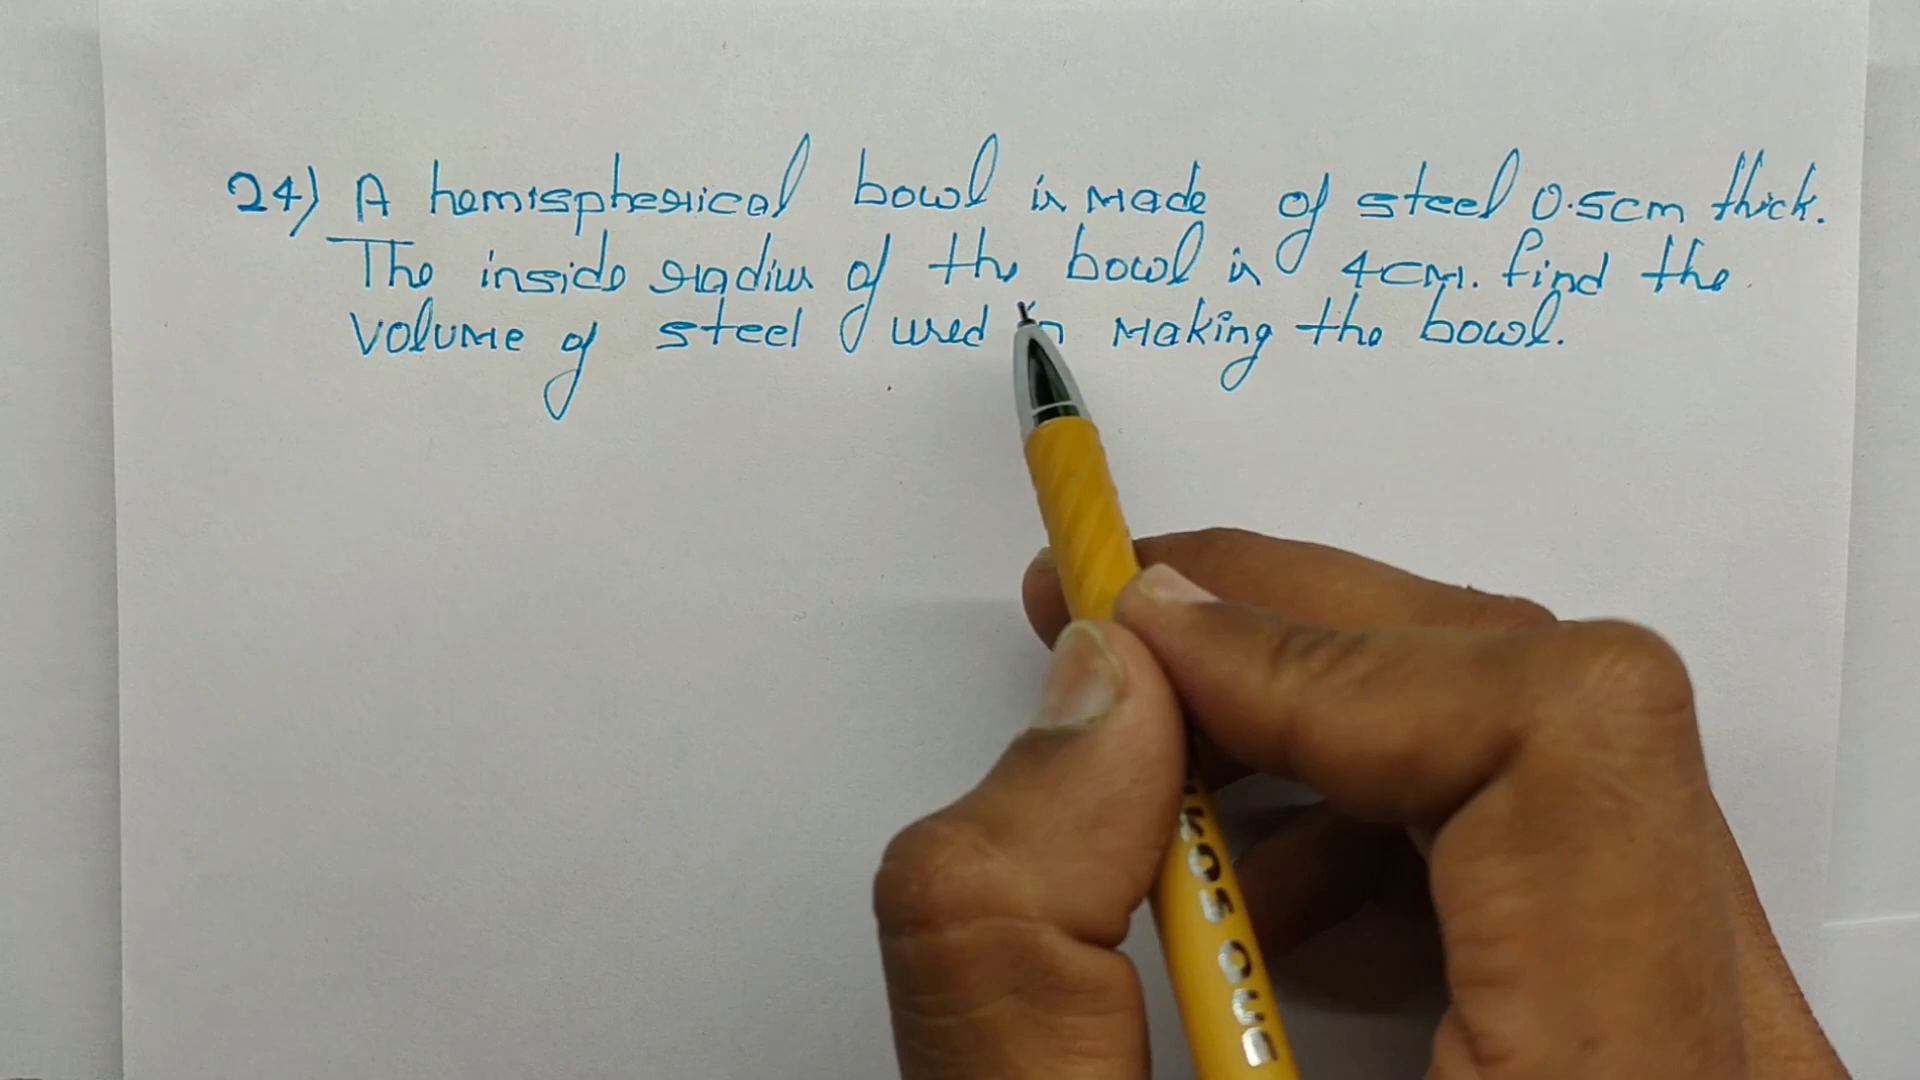 24) A hemispherical bowl is made of steel 0.5cm thick.
The inside radius of the bowl is 4cm. find the
volume of steel used in making the bowl.